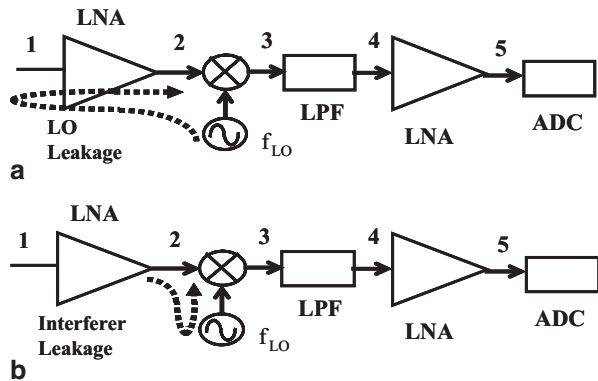 LNA
1 2 3 4 5
LO
Leakage
f_LO
LPF
LNA
ADC
a
LNA
1 2 3 4 5
Interferer
Leakage
f_LO
LPF
LNA
ADC
b